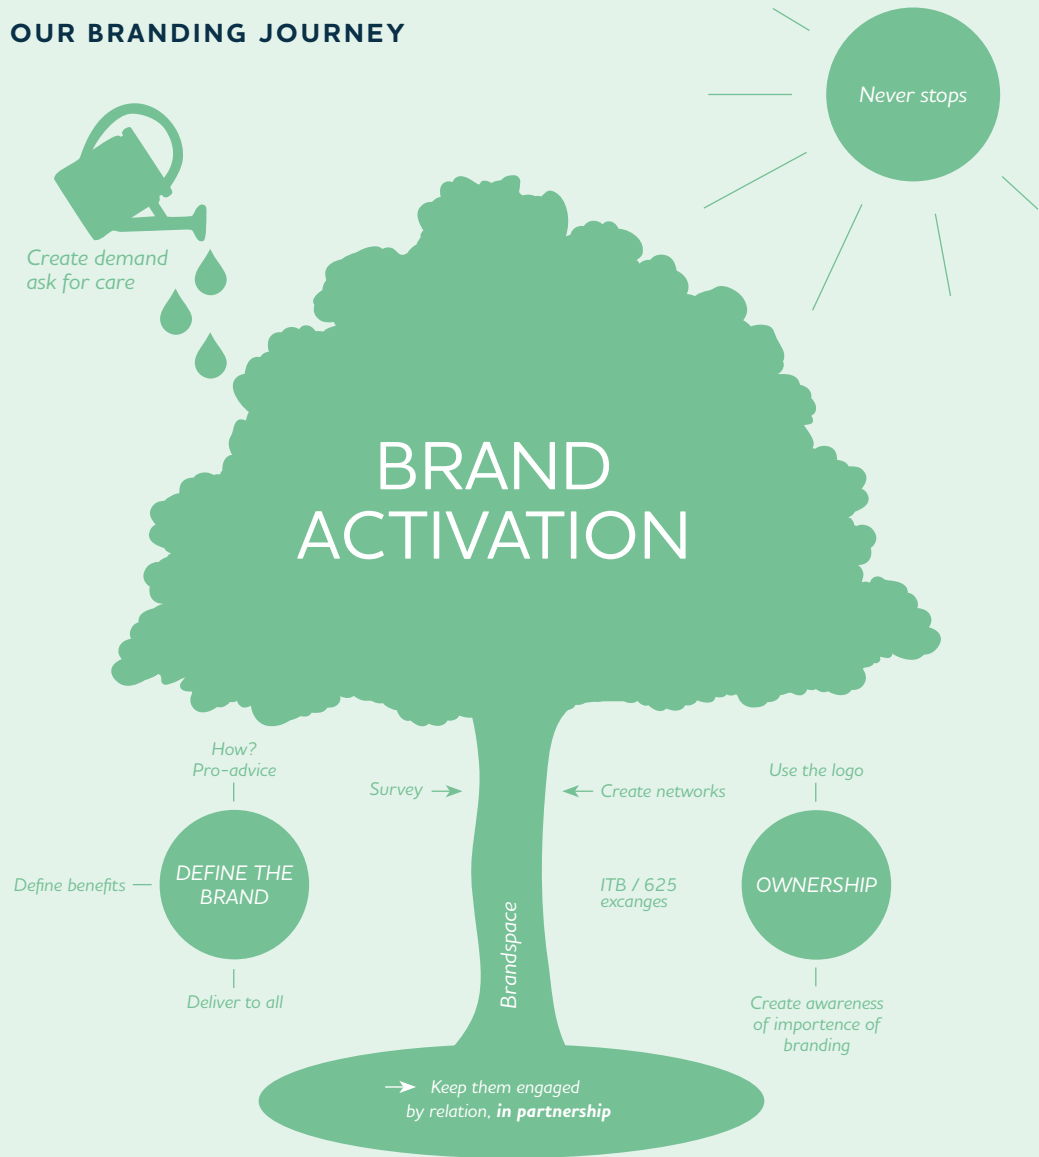 OUR BRANDING JOURNEY
Never stops
Create demand
ask for care
BRAND
ACTIVATION
How?
Pro-advice
Define benefits
DEFINE THE
BRAND
Deliver to all
Survey
Create networks
ITB / 625
excanges
Brandspace
Use the logo
OWNERSHIP
Create awareness
of importence of
branding
Keep them engaged
by relation, in partnership